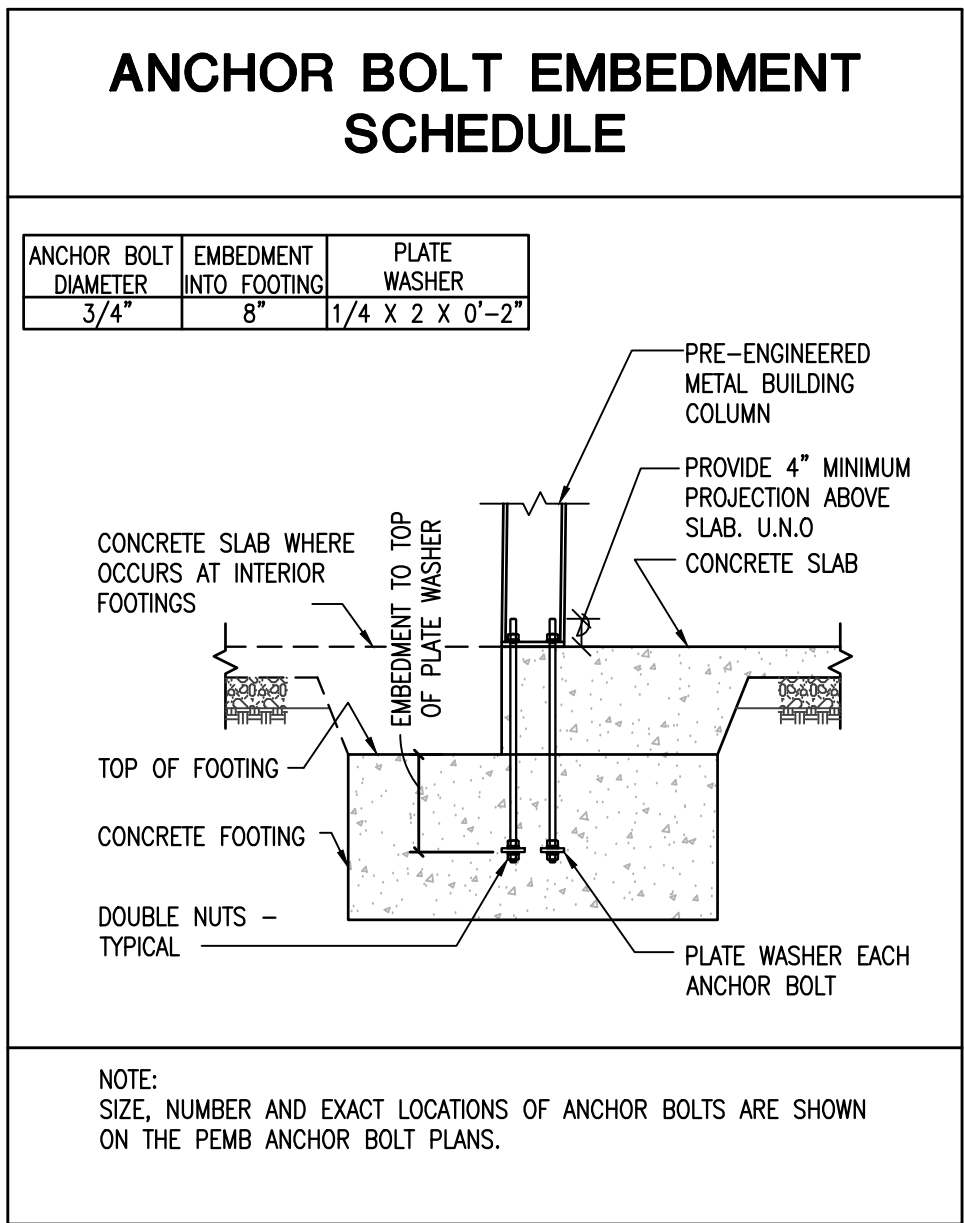 ANCHOR BOLT EMBEDMENT
SCHEDULE
ANCHOR BOLT
DIAMETER
EMBEDMENT
INTO FOOTING
PLATE
WASHER
3/4"
8"
1/4 X 2 X 0'-2"
PRE-ENGINEERED
METAL BUILDING
COLUMN
PROVIDE 4" MINIMUM
PROJECTION ABOVE
SLAB. U.N.O
CONCRETE SLAB
CONCRETE SLAB WHERE
OCCURS AT INTERIOR
FOOTINGS
EMBEDMENT TO TOP
OF PLATE WASHER
TOP OF FOOTING
CONCRETE FOOTING
DOUBLE NUTS -
TYPICAL
PLATE WASHER EACH
ANCHOR BOLT
NOTE:
SIZE, NUMBER AND EXACT LOCATIONS OF ANCHOR BOLTS ARE SHOWN
ON THE PEMB ANCHOR BOLT PLANS.